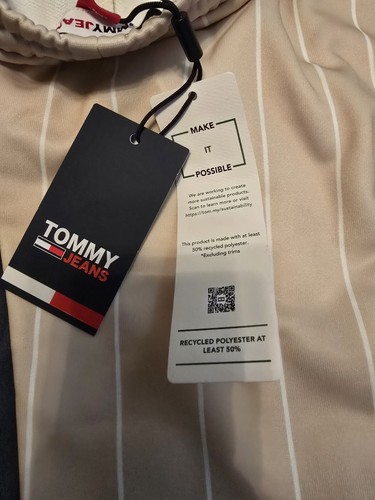 MAKE
IT
POSSIBLE
We are working to create
more sustainable products.
Scan to learn more or visit
https://tommy/sustainability
This product is made with at least
50% recycled polyester.
*Excluding trims
RECYCLED POLYESTER AT
LEAST 50%
TOMMY
JEANS